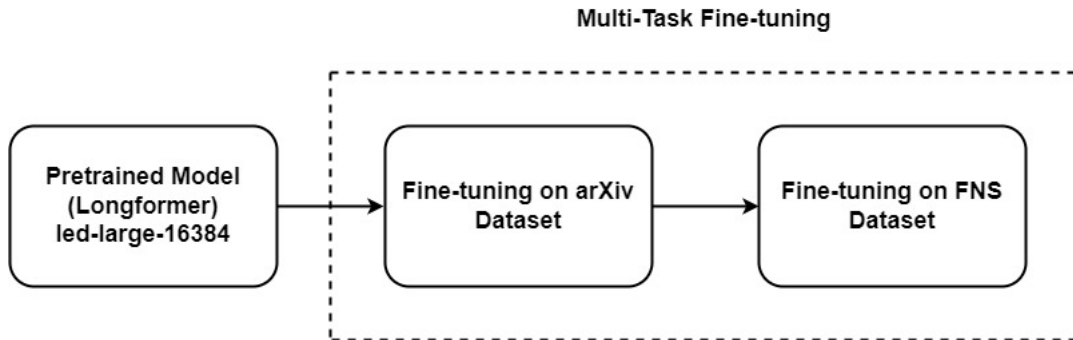 Multi-Task Fine-tuning
Pretrained Model
(Longformer)
led-large-16384
Fine-tuning on arXiv
Dataset
Fine-tuning on FNS
Dataset